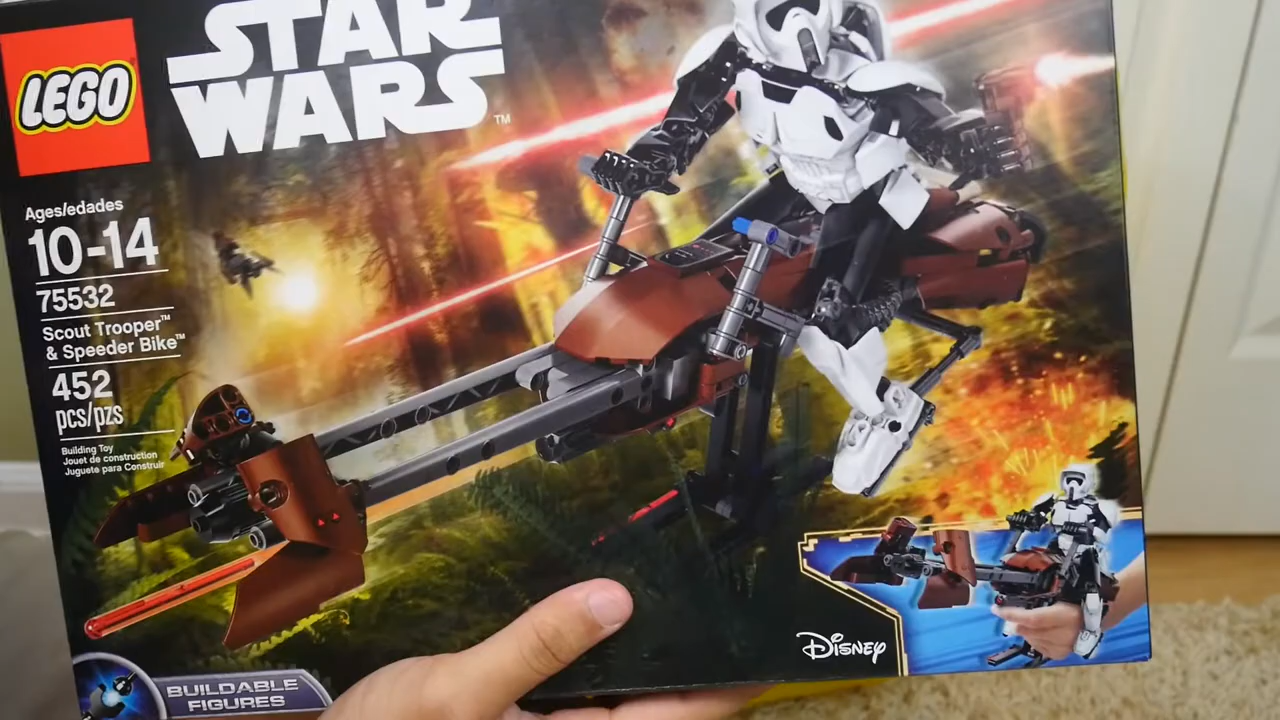 LEGO
STAR
WARS™
Ages/edades
10-14
75532
Scout Trooper™
& Speeder Bike™
452
pcs/pzs
Building Toy
Jouet de construction
Juguete para Construir
DISNEY
BUILDABLE
FIGURES